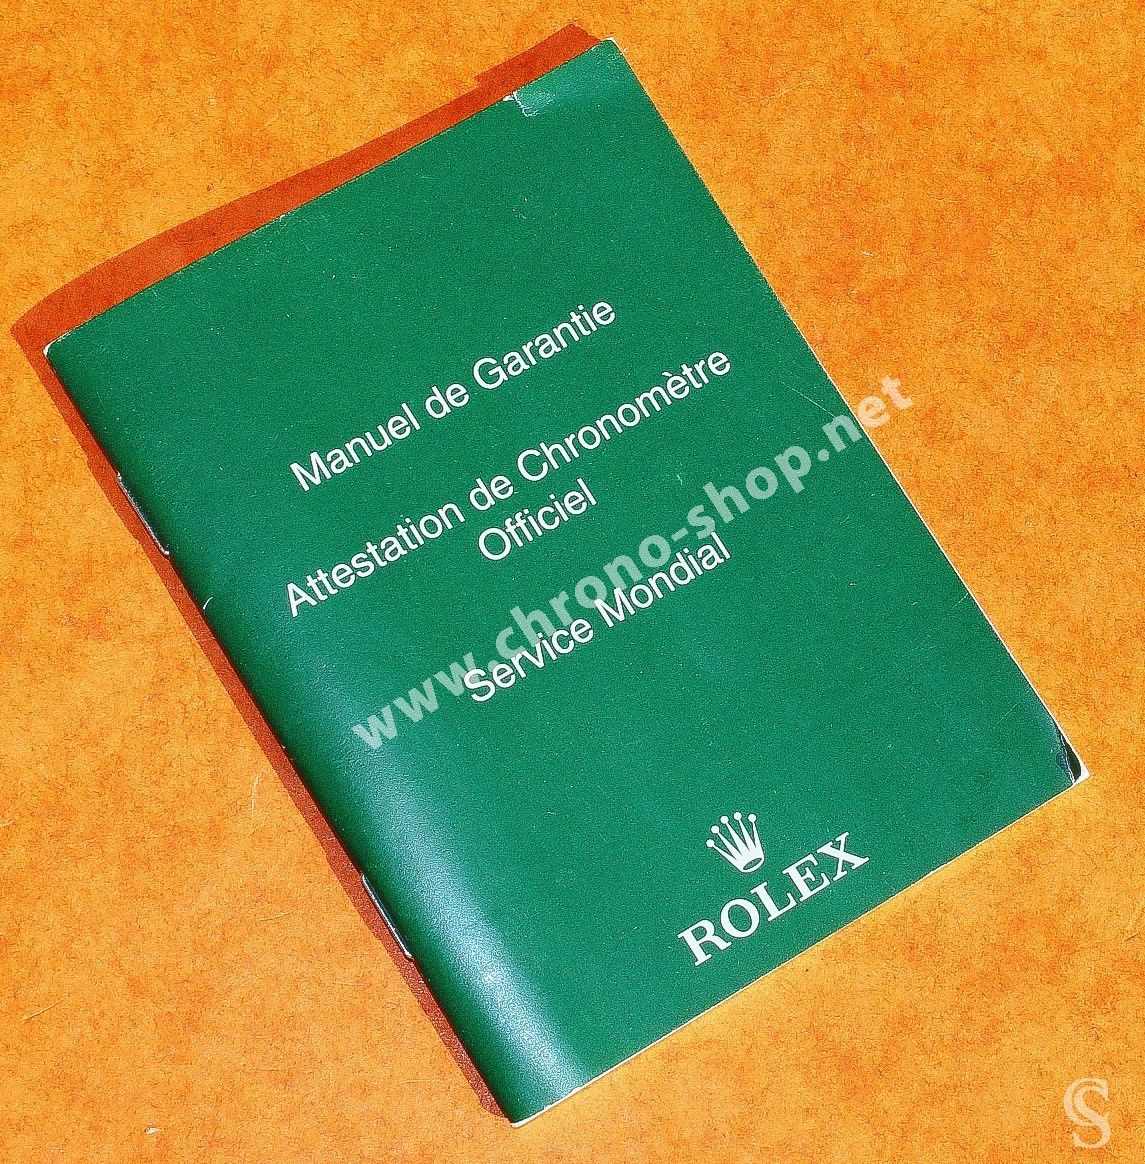 Manuel de Garantie
Attestation de Chronomètre
Officiel
www.chrono-shop.net
Service Mondial
ROLEX